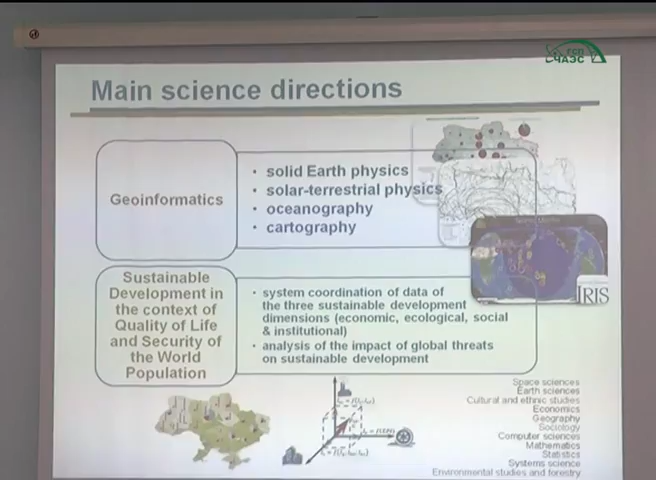 гсп
ЧАЭС
Main science directions
Geoinformatics
• solid Earth physics
• solar-terrestrial physics
• oceanography
• cartography
IRIS
Sustainable
Development in
the context of
Quality of Life
and Security of
the World
Population
• system coordination of data of
the three sustainable development
dimensions (economic, ecological, social
& institutional)
• analysis of the impact of global threats
on sustainable development
Space sciences
Earth sciences
Cultural and ethnic studies
Economics
Geography
Sociology
Computer sciences
Mathematics
Statistics
Systems science
Environmental studies and forestry